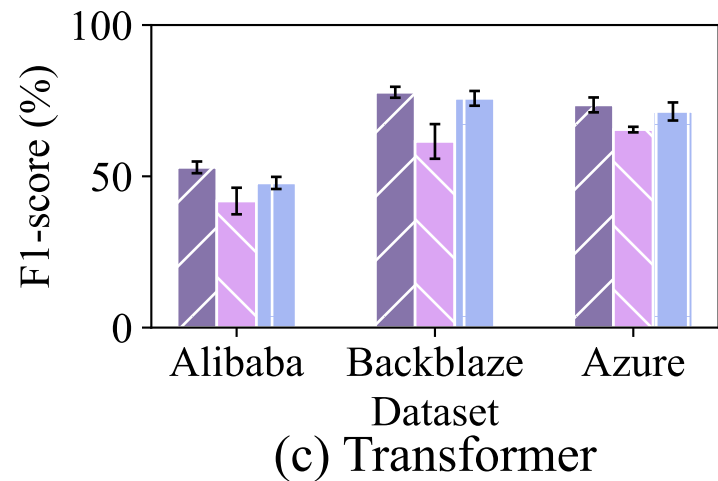 100
50
0
F1-score (%)
Alibaba Backblaze Azure
Dataset
(c) Transformer